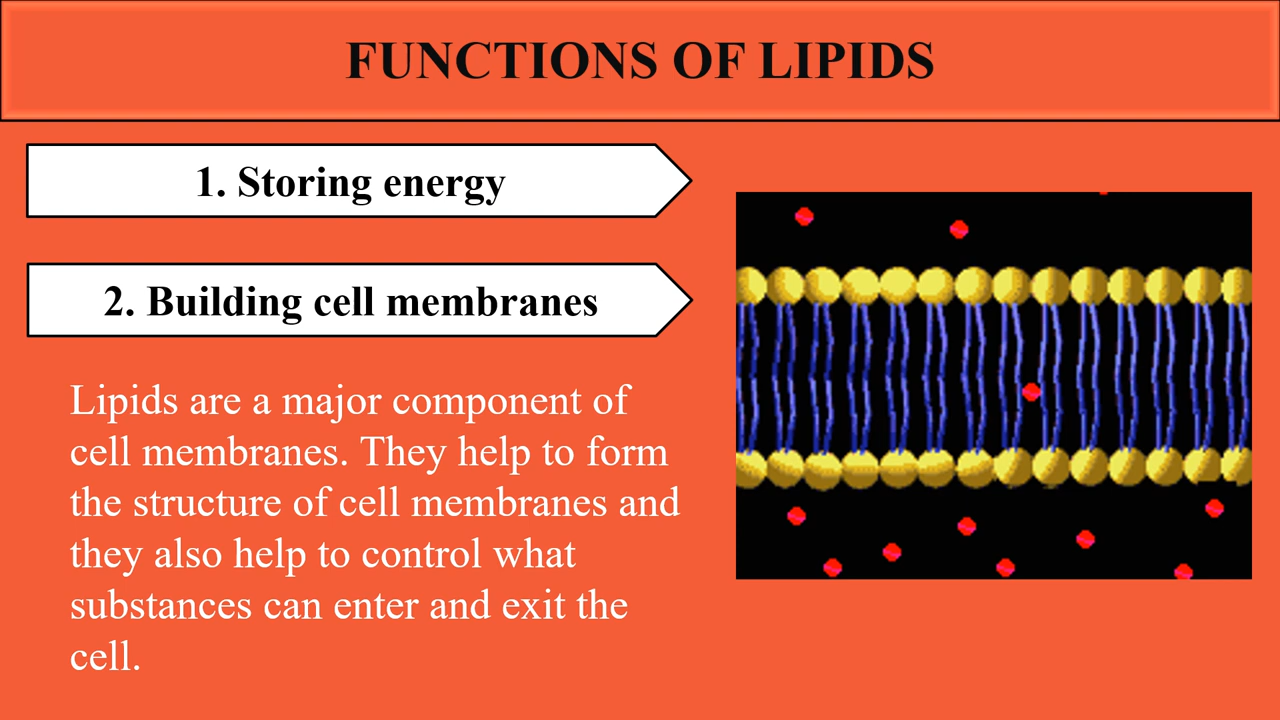 FUNCTIONS OF LIPIDS
1. Storing energy
2. Building cell membranes
Lipids are a major component of
cell membranes. They help to form
the structure of cell membranes and
they also help to control what
substances can enter and exit the
cell.